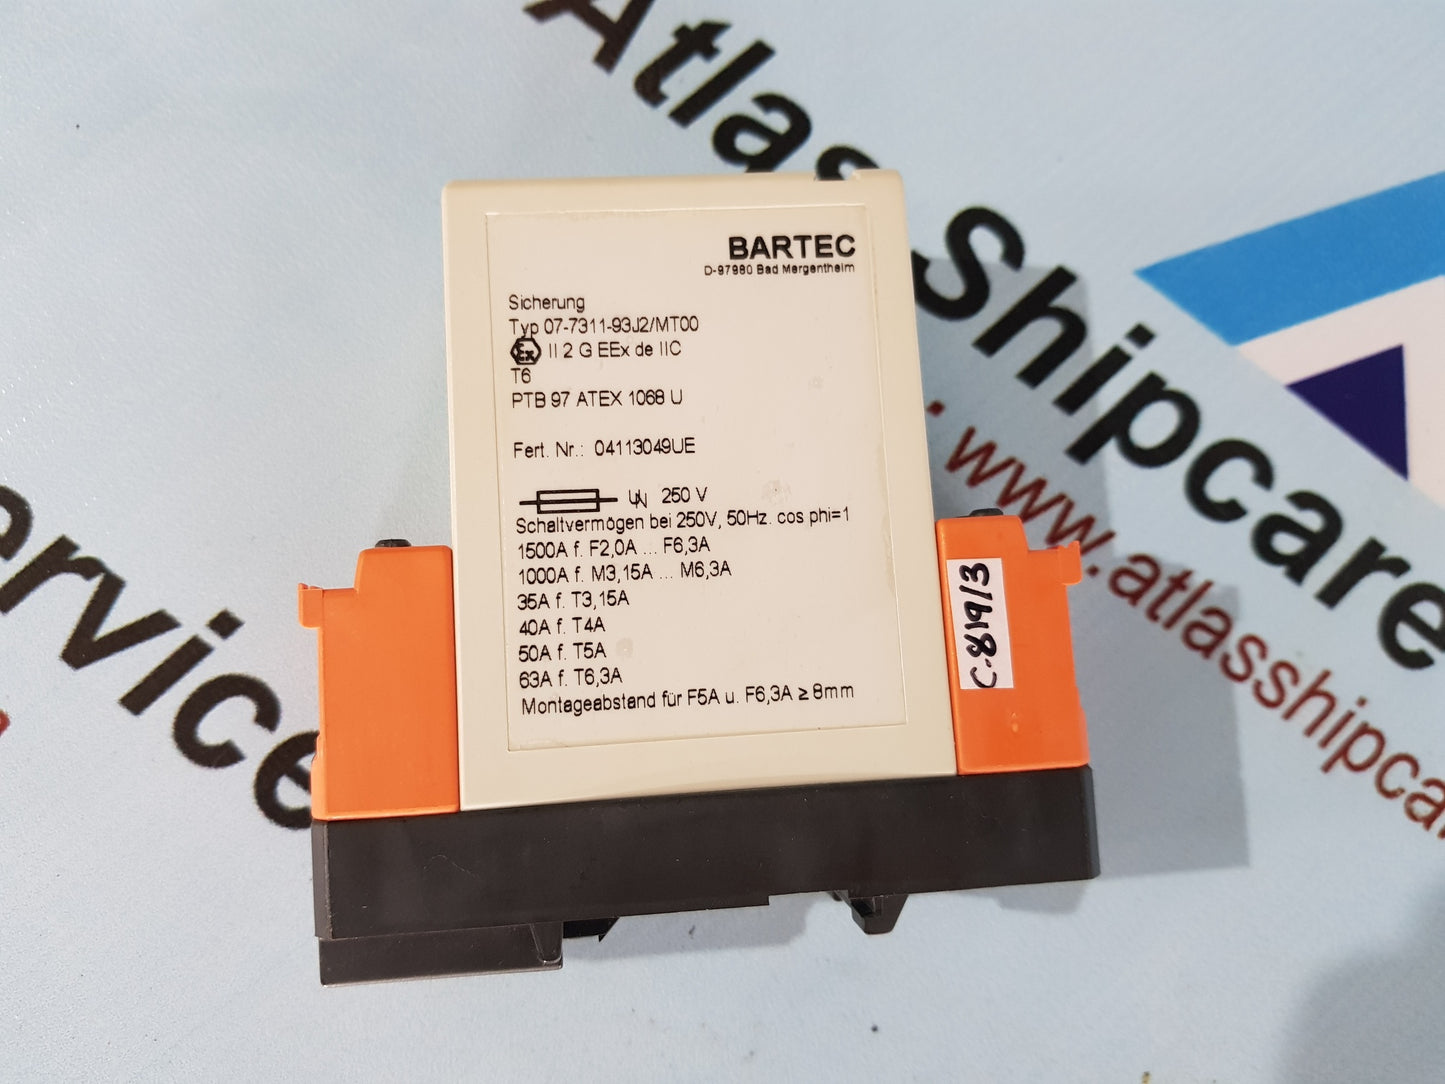 Atlas Shipcare
Service
www.atlasshipcar
BARTEC
D-97980 Bad Mergentheim
Sicherung
Typ 07-7311-93J2/MT00
Ex II 2 G EEx de IIC
T6
PTB 97 ATEX 1068 U
Fert. Nr.: 04113049UE
UN 250 V
Schaltvermögen bei 250V, 50Hz. cos phi=1
1500A f. F2,0A ... F6,3A
1000A f. M3,15A ... M6,3A
35A f. T3,15A
40A f. T4A
50A f. T5A
63A f. T6,3A
Montageabstand für F5A u. F6,3A ≥ 8mm
C-819/3